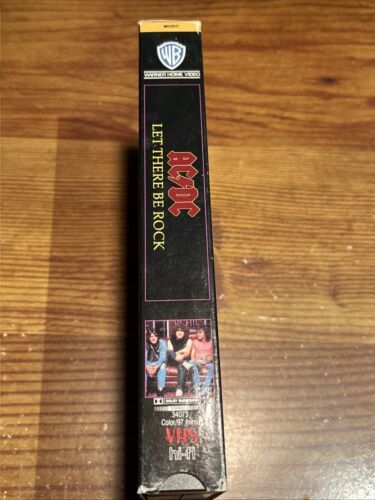 MUSIC
WB
WARNER HOME VIDEO
AC/DC
LET THERE BE ROCK
DOLBY SURROUND
34073
Color/97 mins
VHS
hi-fi